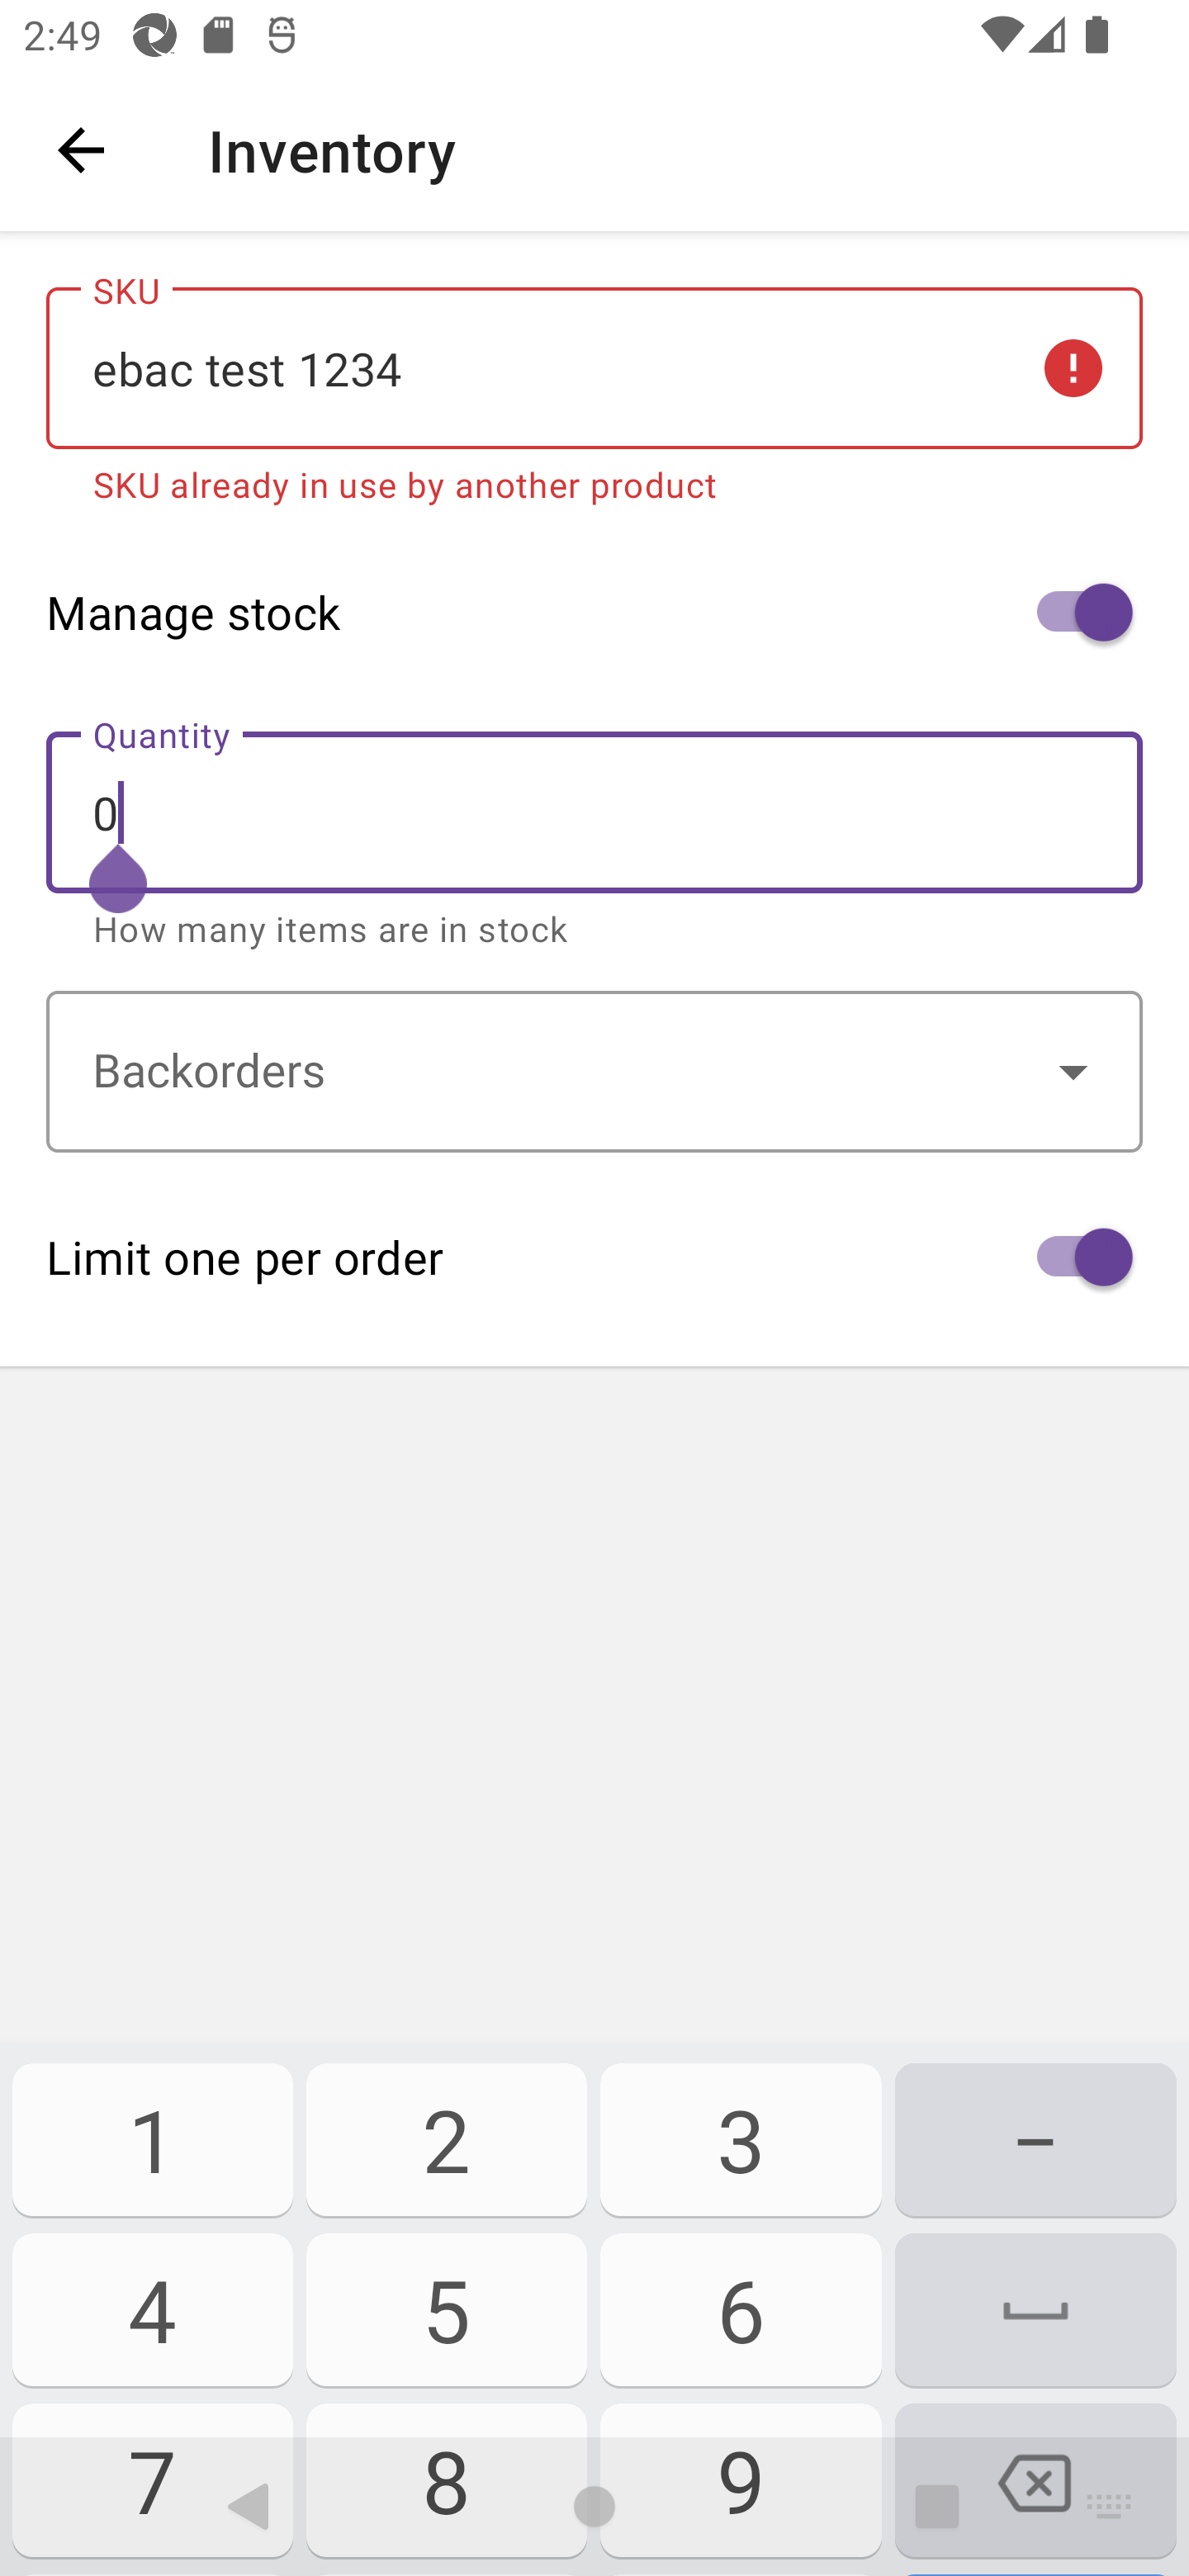 2:49
Inventory
SKU
ebac test 1234
SKU already in use by another product
Manage stock
Quantity
0
How many items are in stock
Backorders
Limit one per order
1 2 3 –
4 5 6
7 8 9